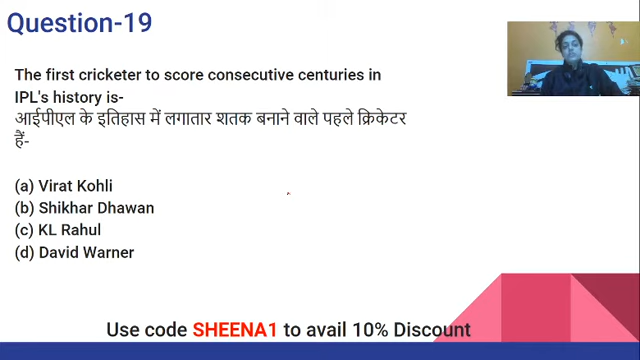 Question-19
The first cricketer to score consecutive centuries in
IPL's history is-
आईपीएल के इतिहास में लगातार शतक बनाने वाले पहले क्रिकेटर
हैं-
(a) Virat Kohli
(b) Shikhar Dhawan
(c) KL Rahul
(d) David Warner
Use code SHEENA1 to avail 10% Discount